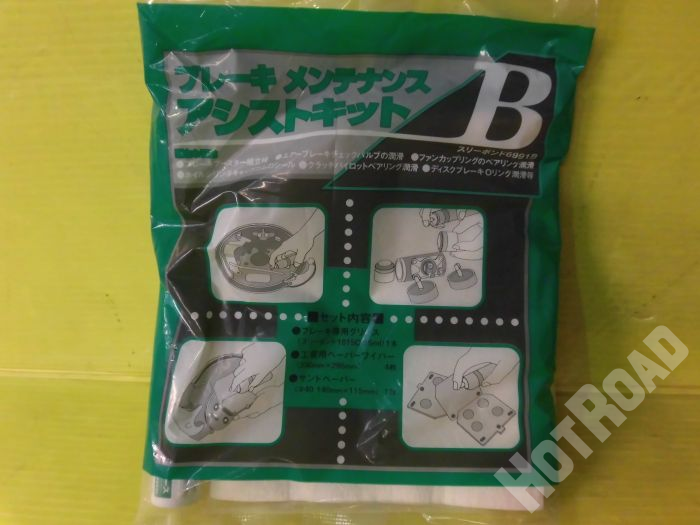 ブレーキ メンテナンス
アシストキット
B
スリーボンド6991B
●エアーブレーキチェックバルブの潤滑 ●ファンカップリングのベアリング潤滑
●クラッチパイロットベアリング潤滑 ●ディスクブレーキOリング潤滑等
セット内容
●ブレーキ専用グリース
●工業用ペーパーワイパー
●サンドペーパー
140mm×115mm
HOTROAD